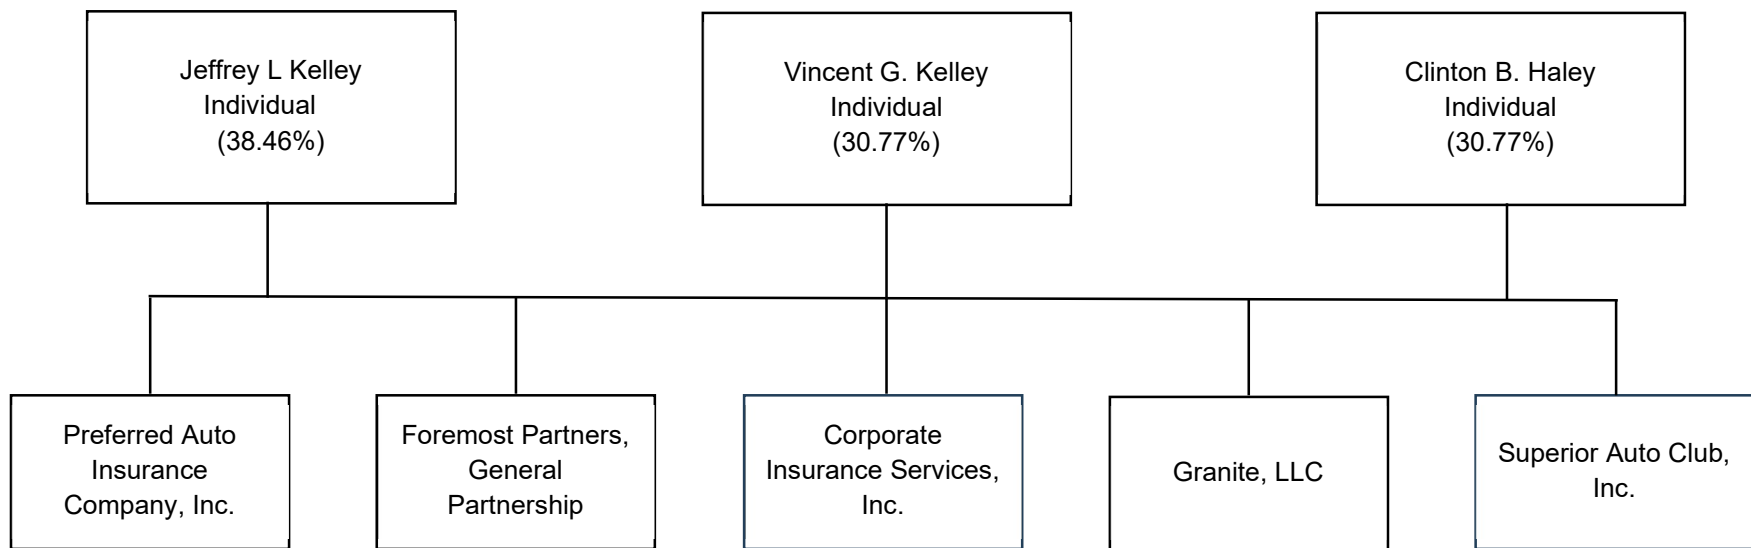 Jeffrey L Kelley
Individual
(38.46%)
Vincent G. Kelley
Individual
(30.77%)
Clinton B. Haley
Individual
(30.77%)
Preferred Auto
Insurance
Company, Inc.
Foremost Partners,
General
Partnership
Corporate
Insurance Services,
Inc.
Granite, LLC
Superior Auto Club,
Inc.